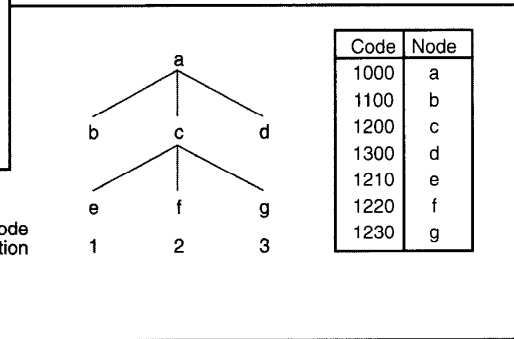 a
b c d
e f g
ode
tion 1 2 3
Code Node
1000 a
1100 b
1200 c
1300 d
1210 e
1220 f
1230 g